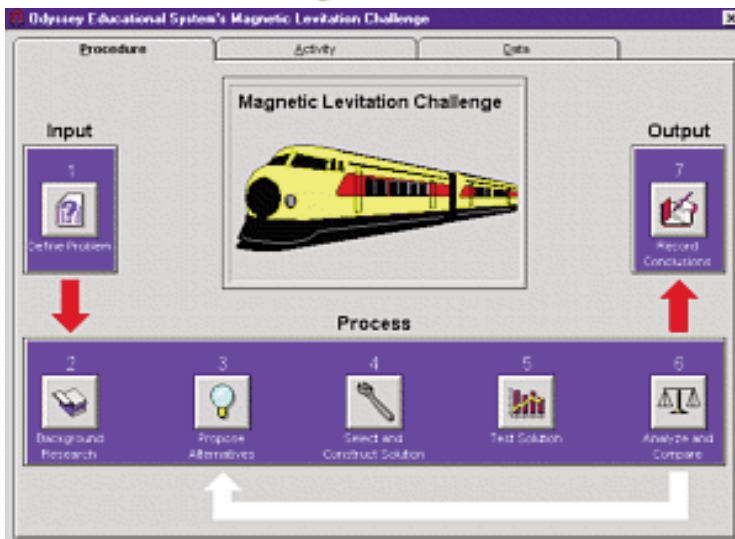 Odyssey Educational System's Magnetic Levitation Challenge
Procedure
Activity
Data
Magnetic Levitation Challenge
Input
1
Define Problem
Output
7
Record
Conclusions
Process
2
Background
Research
3
Propose
Alternatives
4
Select and
Construct Solution
5
Test Solution
6
Analyze and
Compare